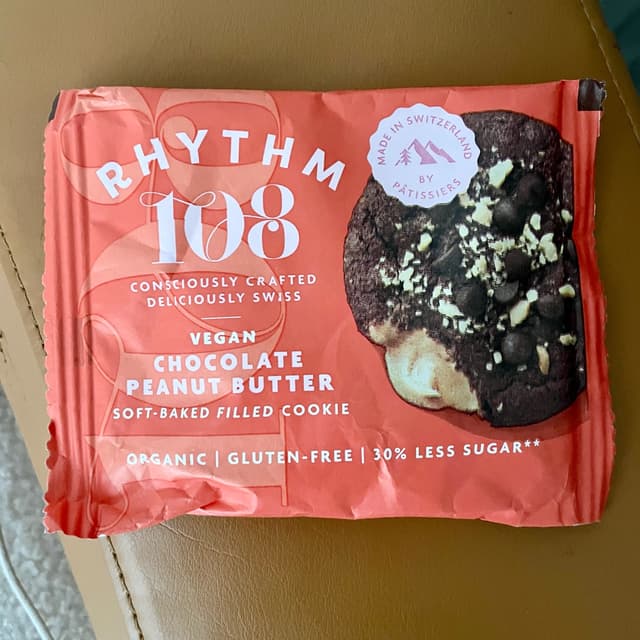 RHYTHM
108
CONSCIOUSLY CRAFTED
DELICIOUSLY SWISS
VEGAN
CHOCOLATE
PEANUT BUTTER
SOFT-BAKED FILLED COOKIE
ORGANIC | GLUTEN-FREE | 30% LESS SUGAR**
MADE IN SWITZERLAND
BY
PÂTISSIERS